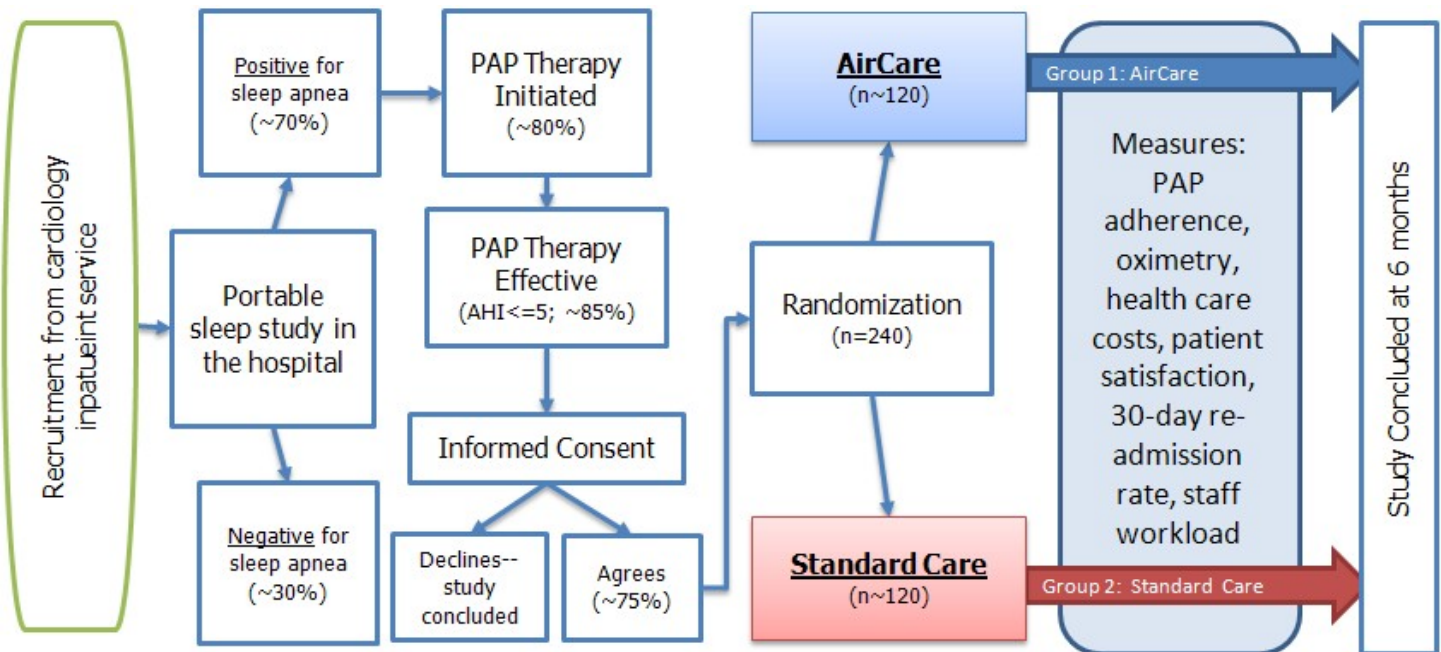 Recruitment from cardiology
inpatueint service
Positive for
sleep apnea
(~70%)
Portable
sleep study in
the hospital
Negative for
sleep apnea
(~30%)
PAP Therapy
Initiated
(~80%)
PAP Therapy
Effective
(AHI<=5; ~85%)
Informed Consent
Declines--
study
concluded
Agrees
(~75%)
Randomization
(n=240)
AirCare
(n~120)
Standard Care
(n~120)
Group 1: AirCare
Measures:
PAP
adherence,
oximetry,
health care
costs, patient
satisfaction,
30-day re-
admission
rate, staff
workload
Group 2: Standard Care
Study Concluded at 6 months